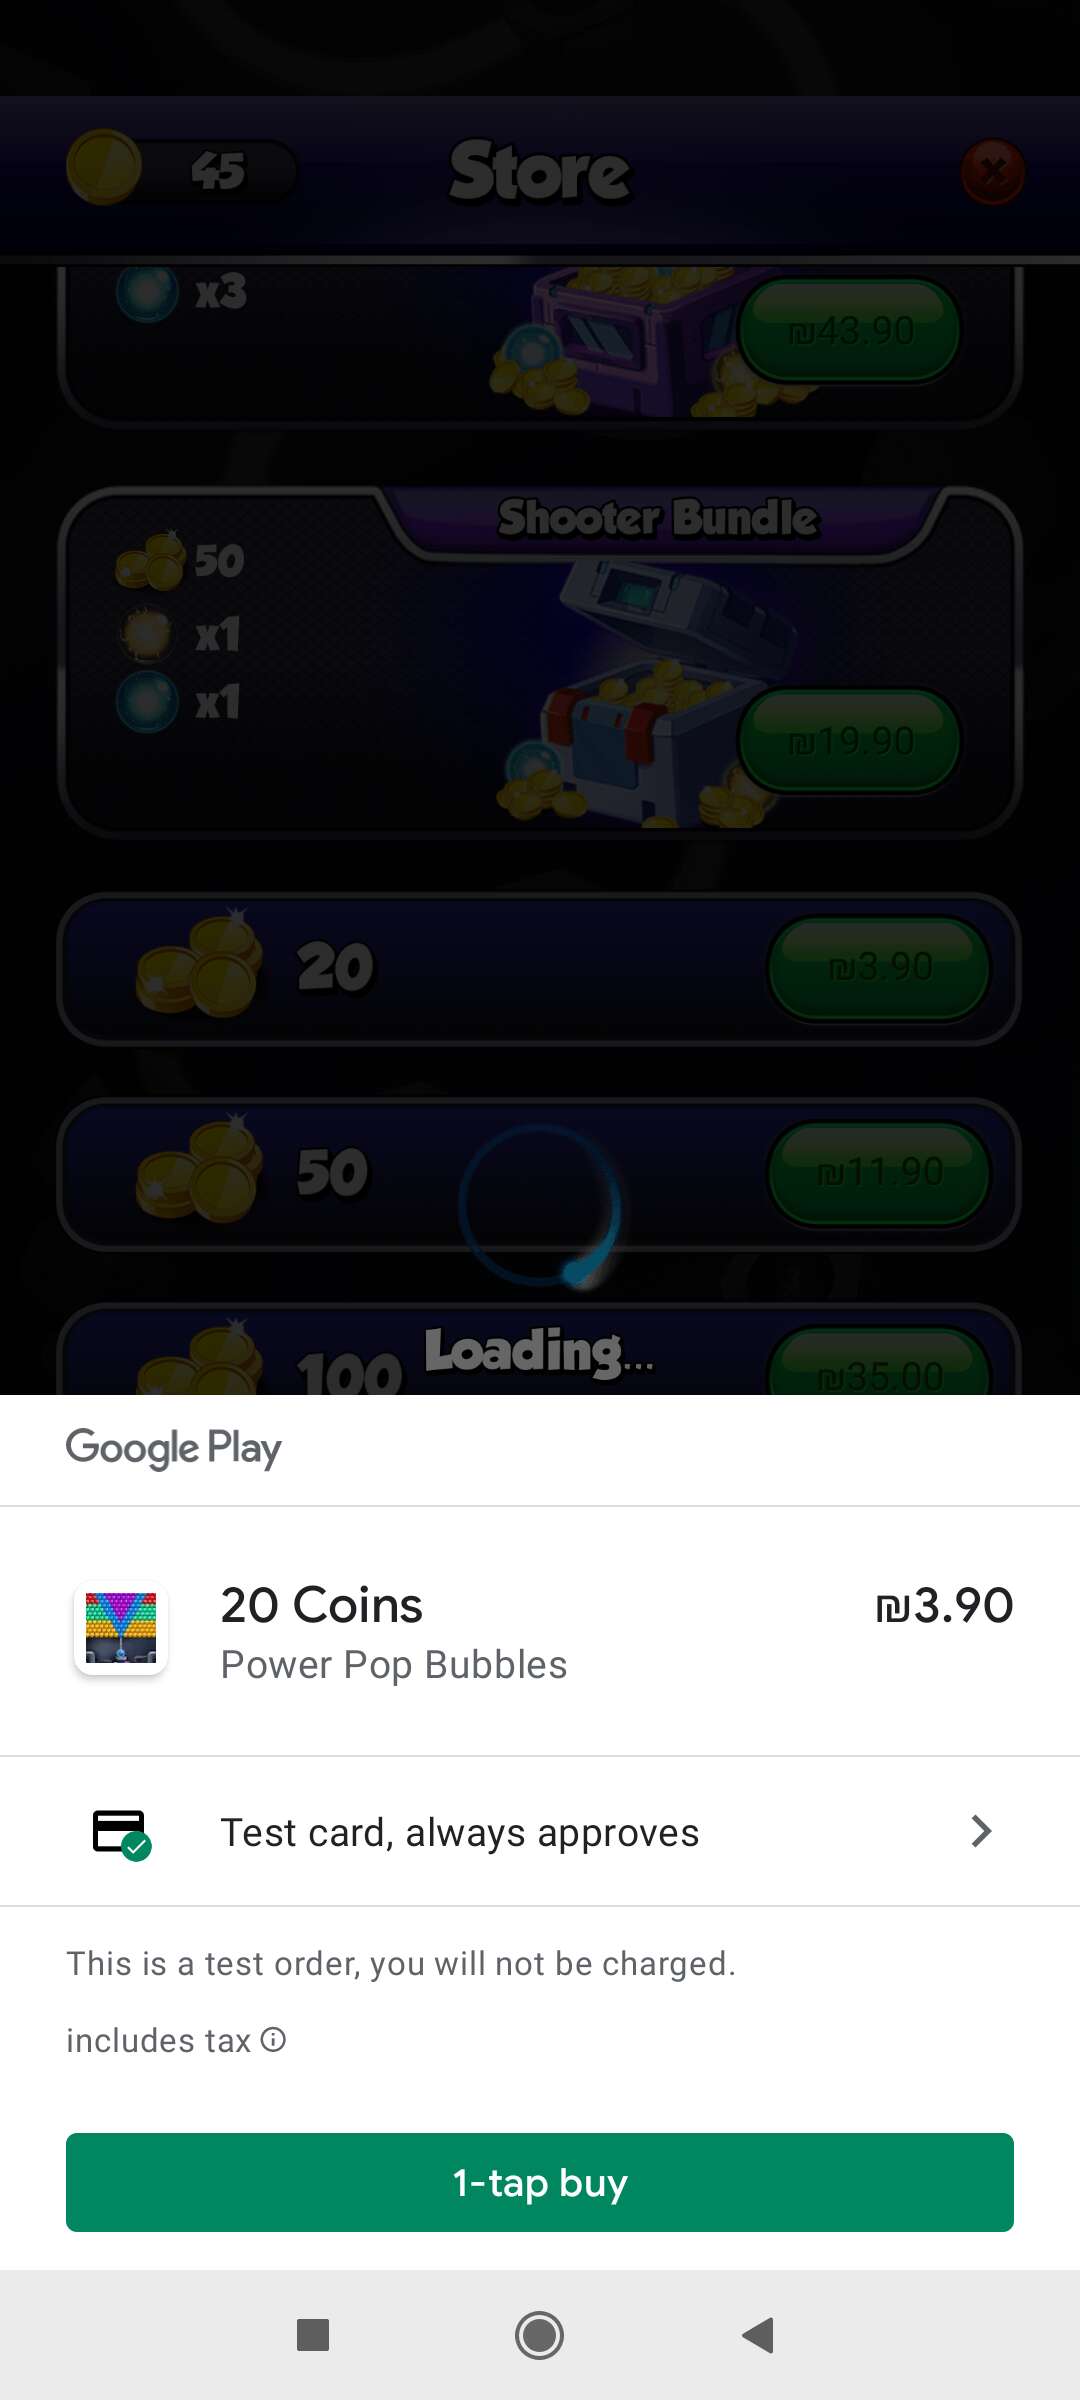 45
Store
x3
₪43.90
Shooter Bundle
50
x1
x1
₪19.90
20
₪3.90
50
₪11.90
Loading...
100
₪35.00
Google Play
20 Coins
₪3.90
Power Pop Bubbles
Test card, always approves
This is a test order, you will not be charged.
includes tax
1-tap buy